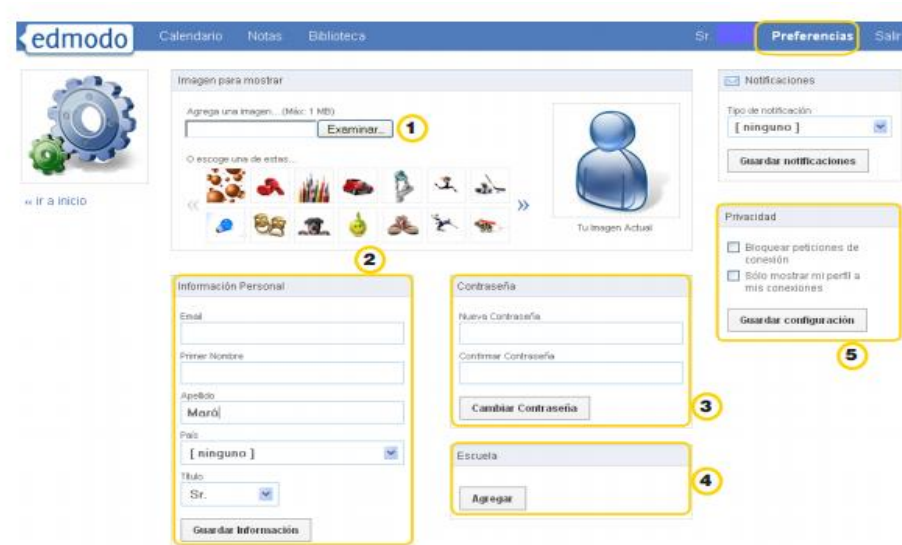 edmodo Calendario Notas Biblioteca Sr. Preferencias Salir
Imagen para mostrar
Agrega una imagen... (Máx: 1 MB)
Examinar...
1
O escoge una de estas...
«
»
Tu Imagen Actual
« ir a inicio
Notificaciones
Tipo de notificación
[ ninguno ]
Guardar notificaciones
Privacidad
Bloquear peticiones de
conexión
Sólo mostrar mi perfil a
mis conexiones
Guardar configuración
5
2
Información Personal
Email
Primer Nombre
Apellido
Maró
País
[ ninguno ]
Título
Sr.
Guardar Información
Contraseña
Nueva Contraseña
Confirmar Contraseña
Cambiar Contraseña
3
Escuela
Agregar
4